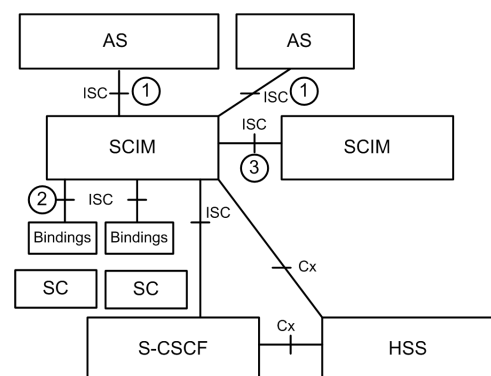 AS
AS
ISC
1
ISC
1
SCIM
ISC
3
SCIM
2
ISC
ISC
Bindings
Bindings
SC
SC
Cx
Cx
S-CSCF
HSS